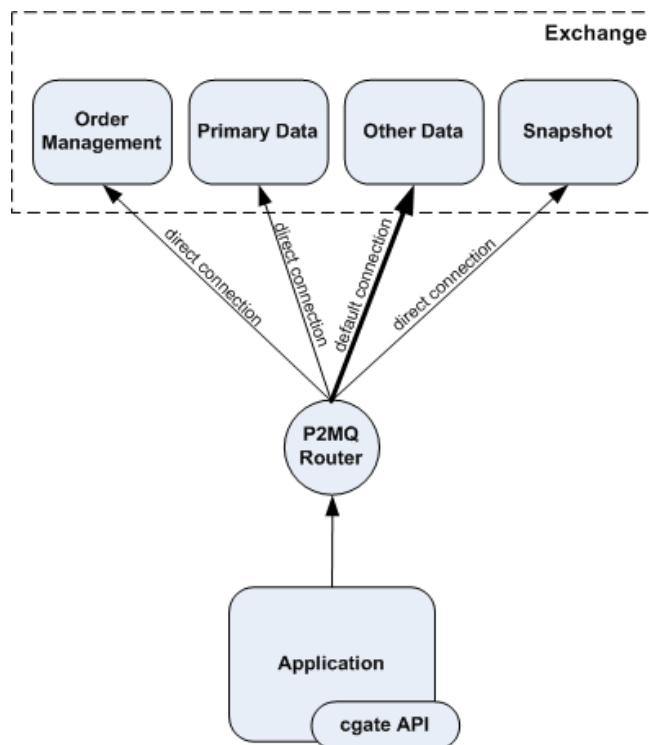 Exchange
Order
Management
Primary Data
Other Data
Snapshot
direct connection
direct connection
default connection
direct connection
P2MQ
Router
Application
cgate API